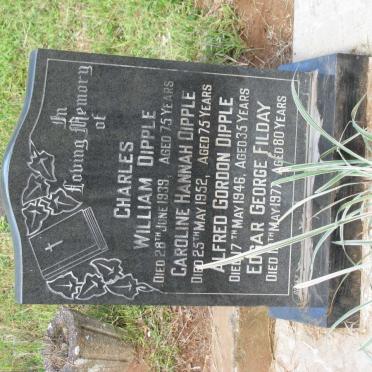 In
Loving Memory
of
CHARLES
WILLIAM DIPPLE
DIED 28TH JUNE 1939, AGED 75 YEARS
CAROLINE HANNAH DIPPLE
DIED 25TH MAY 1952, AGED 75 YEARS
ALFRED GORDON DIPPLE
DIED 17TH MAY 1946, AGED 35 YEARS
EDGAR GEORGE FILDAY
DIED MAY 197 AGED 80 YEARS